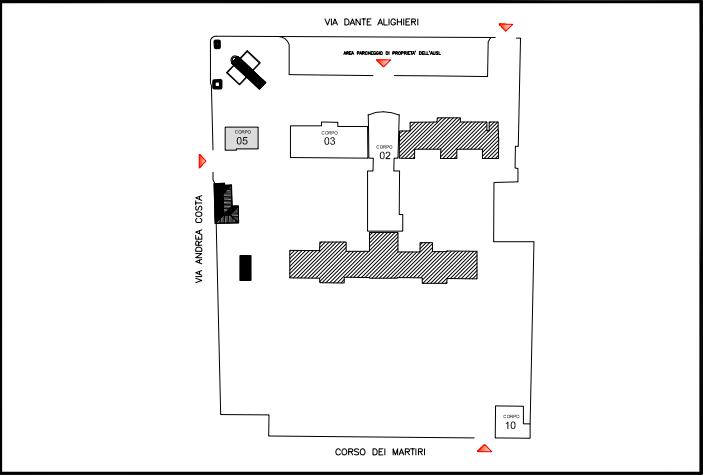 VIA DANTE ALIGHIERI
AREA PARCHEGGIO DI PROPRIETA' DELL'AUSL
CORPO
05
CORPO
03
CORPO
02
VIA ANDREA COSTA
CORPO
10
CORSO DEI MARTIRI